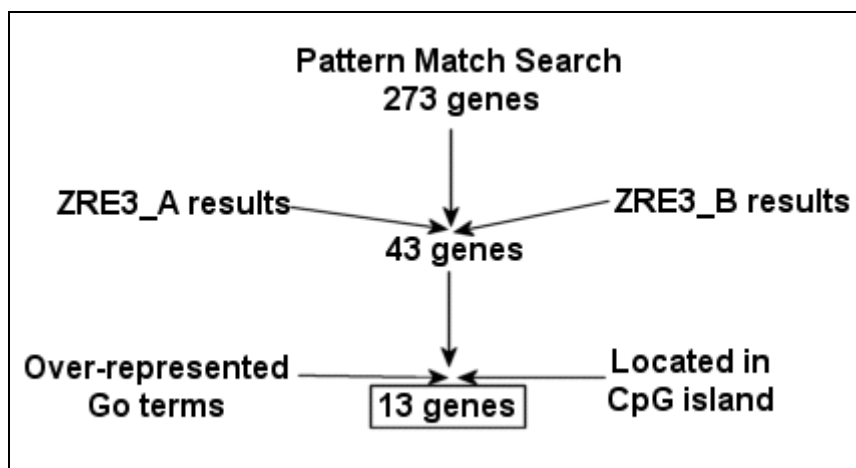 Pattern Match Search
273 genes
ZRE3_A results
ZRE3_B results
43 genes
Over-represented
Go terms
Located in
CpG island
13 genes